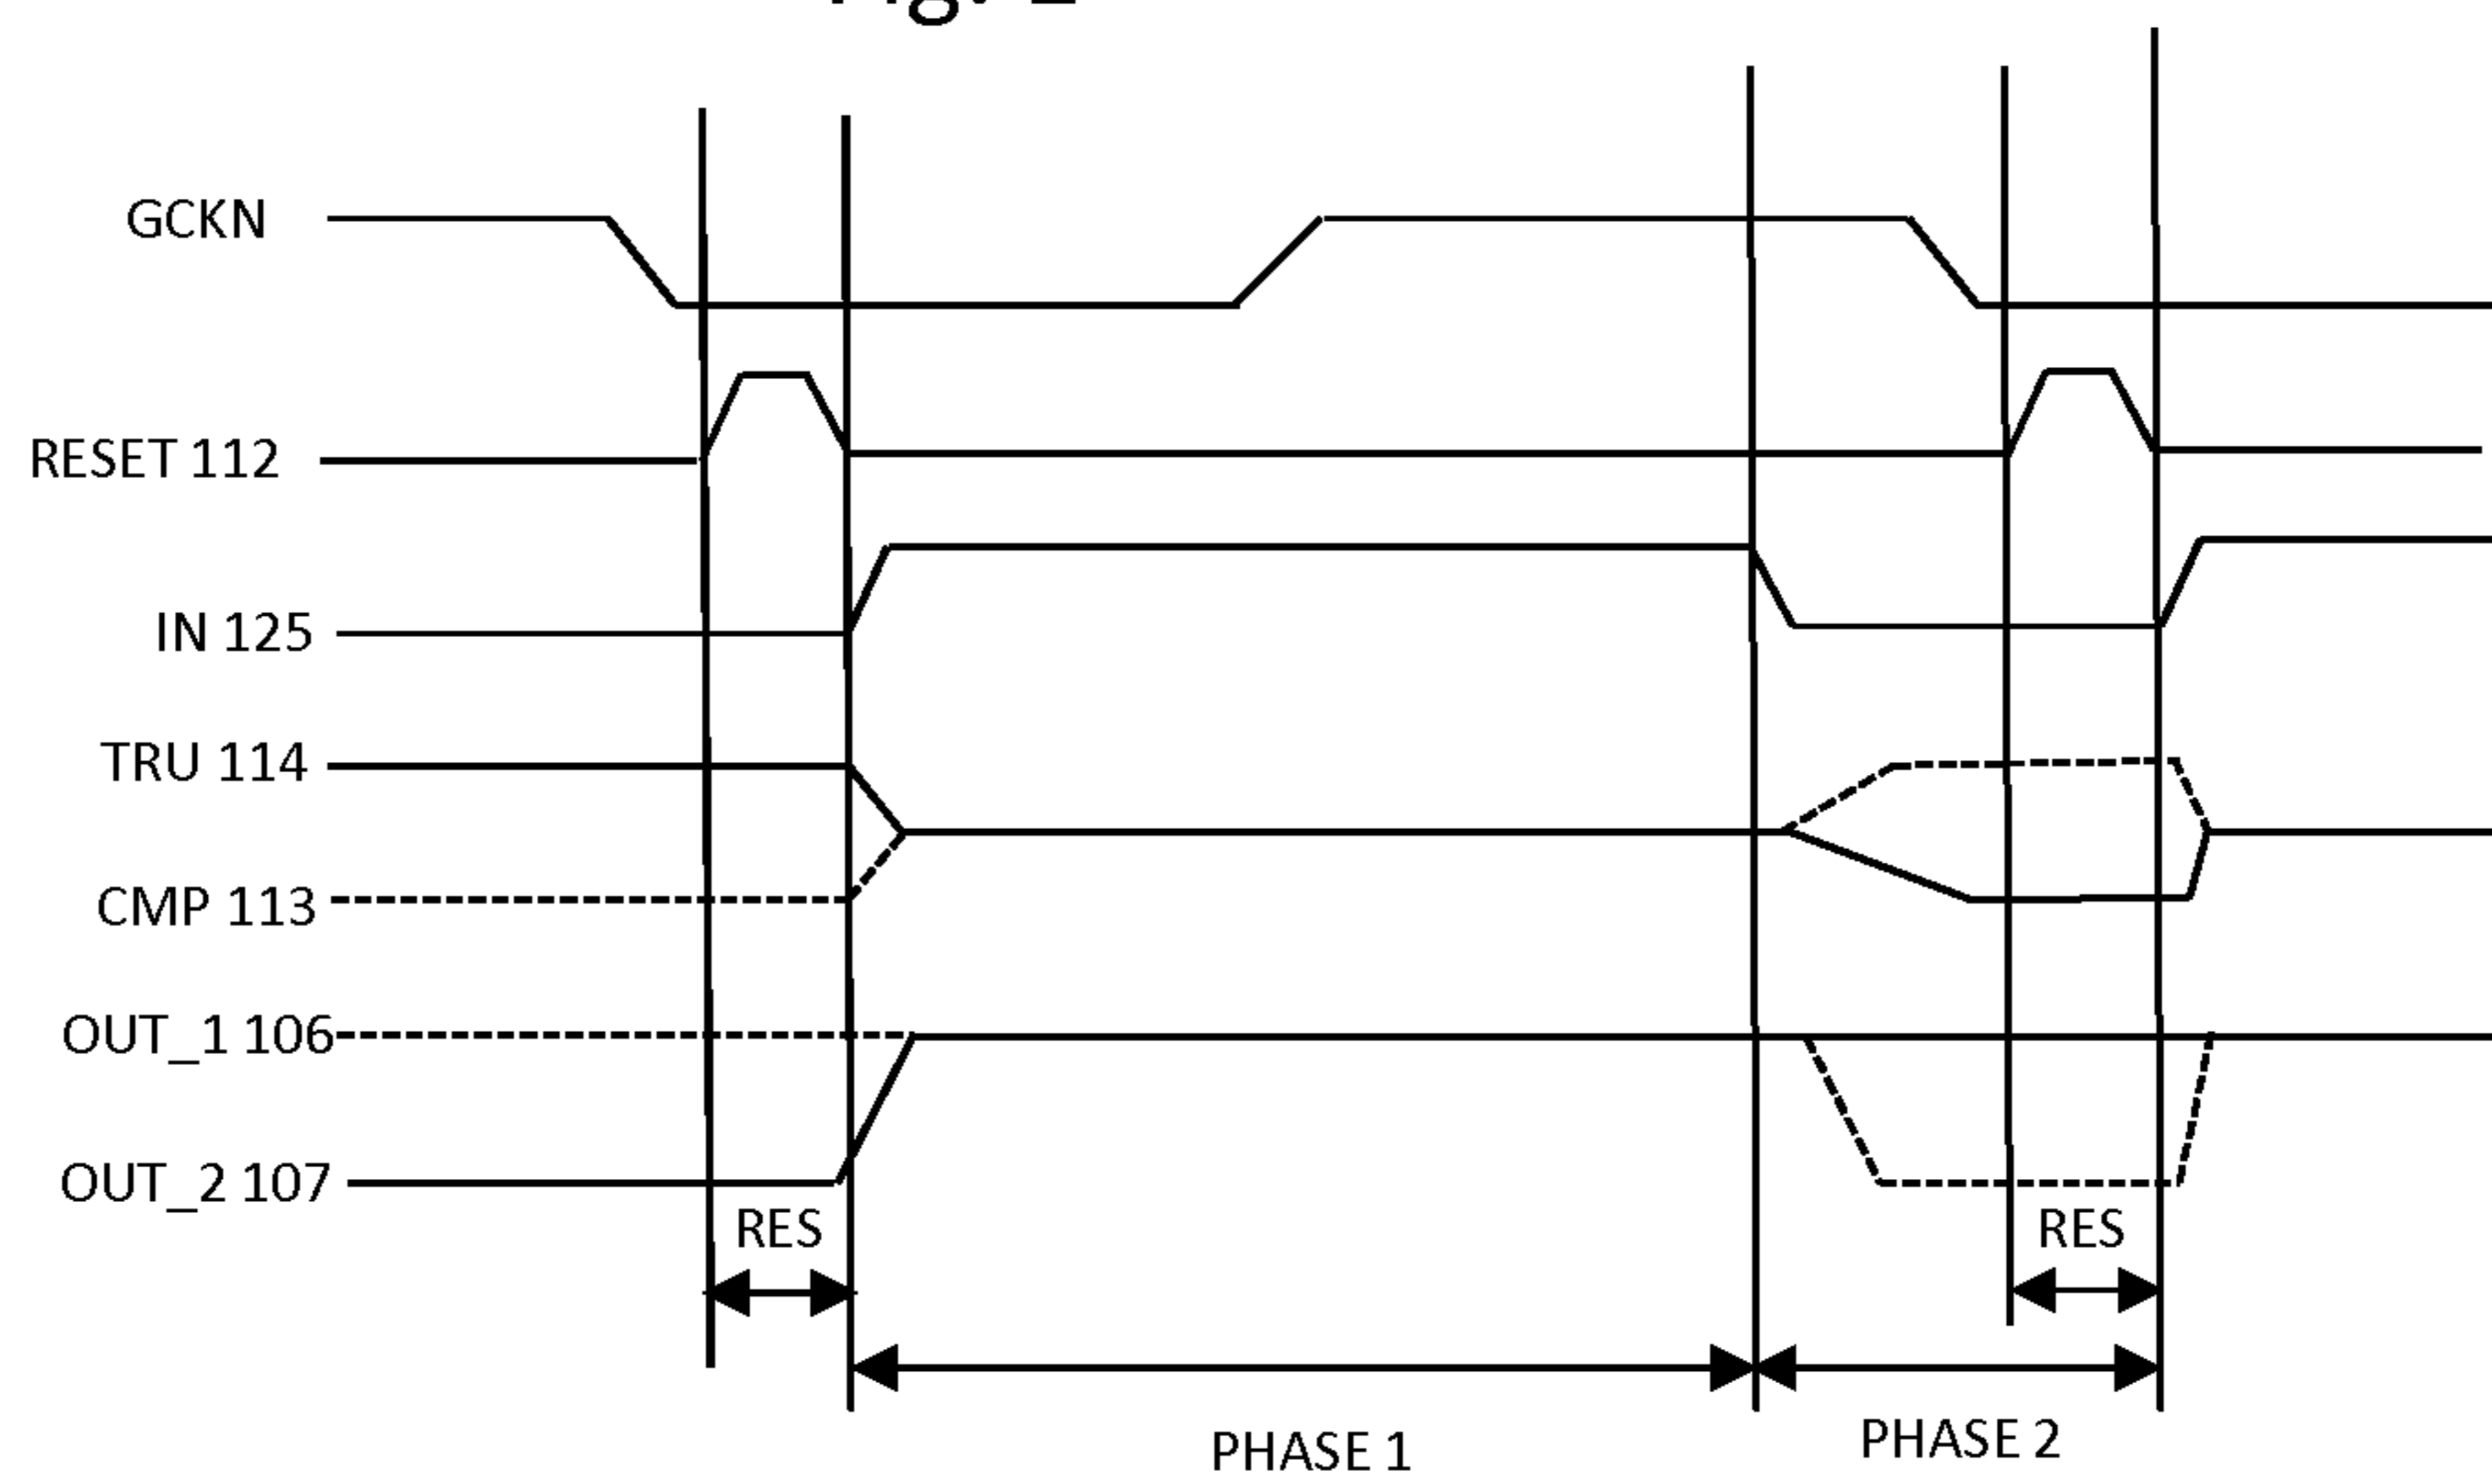 GCKN
RESET 112
IN 125
TRU 114
CMP 113
OUT_1 106
OUT_2 107
RES
RES
PHASE 1
PHASE 2